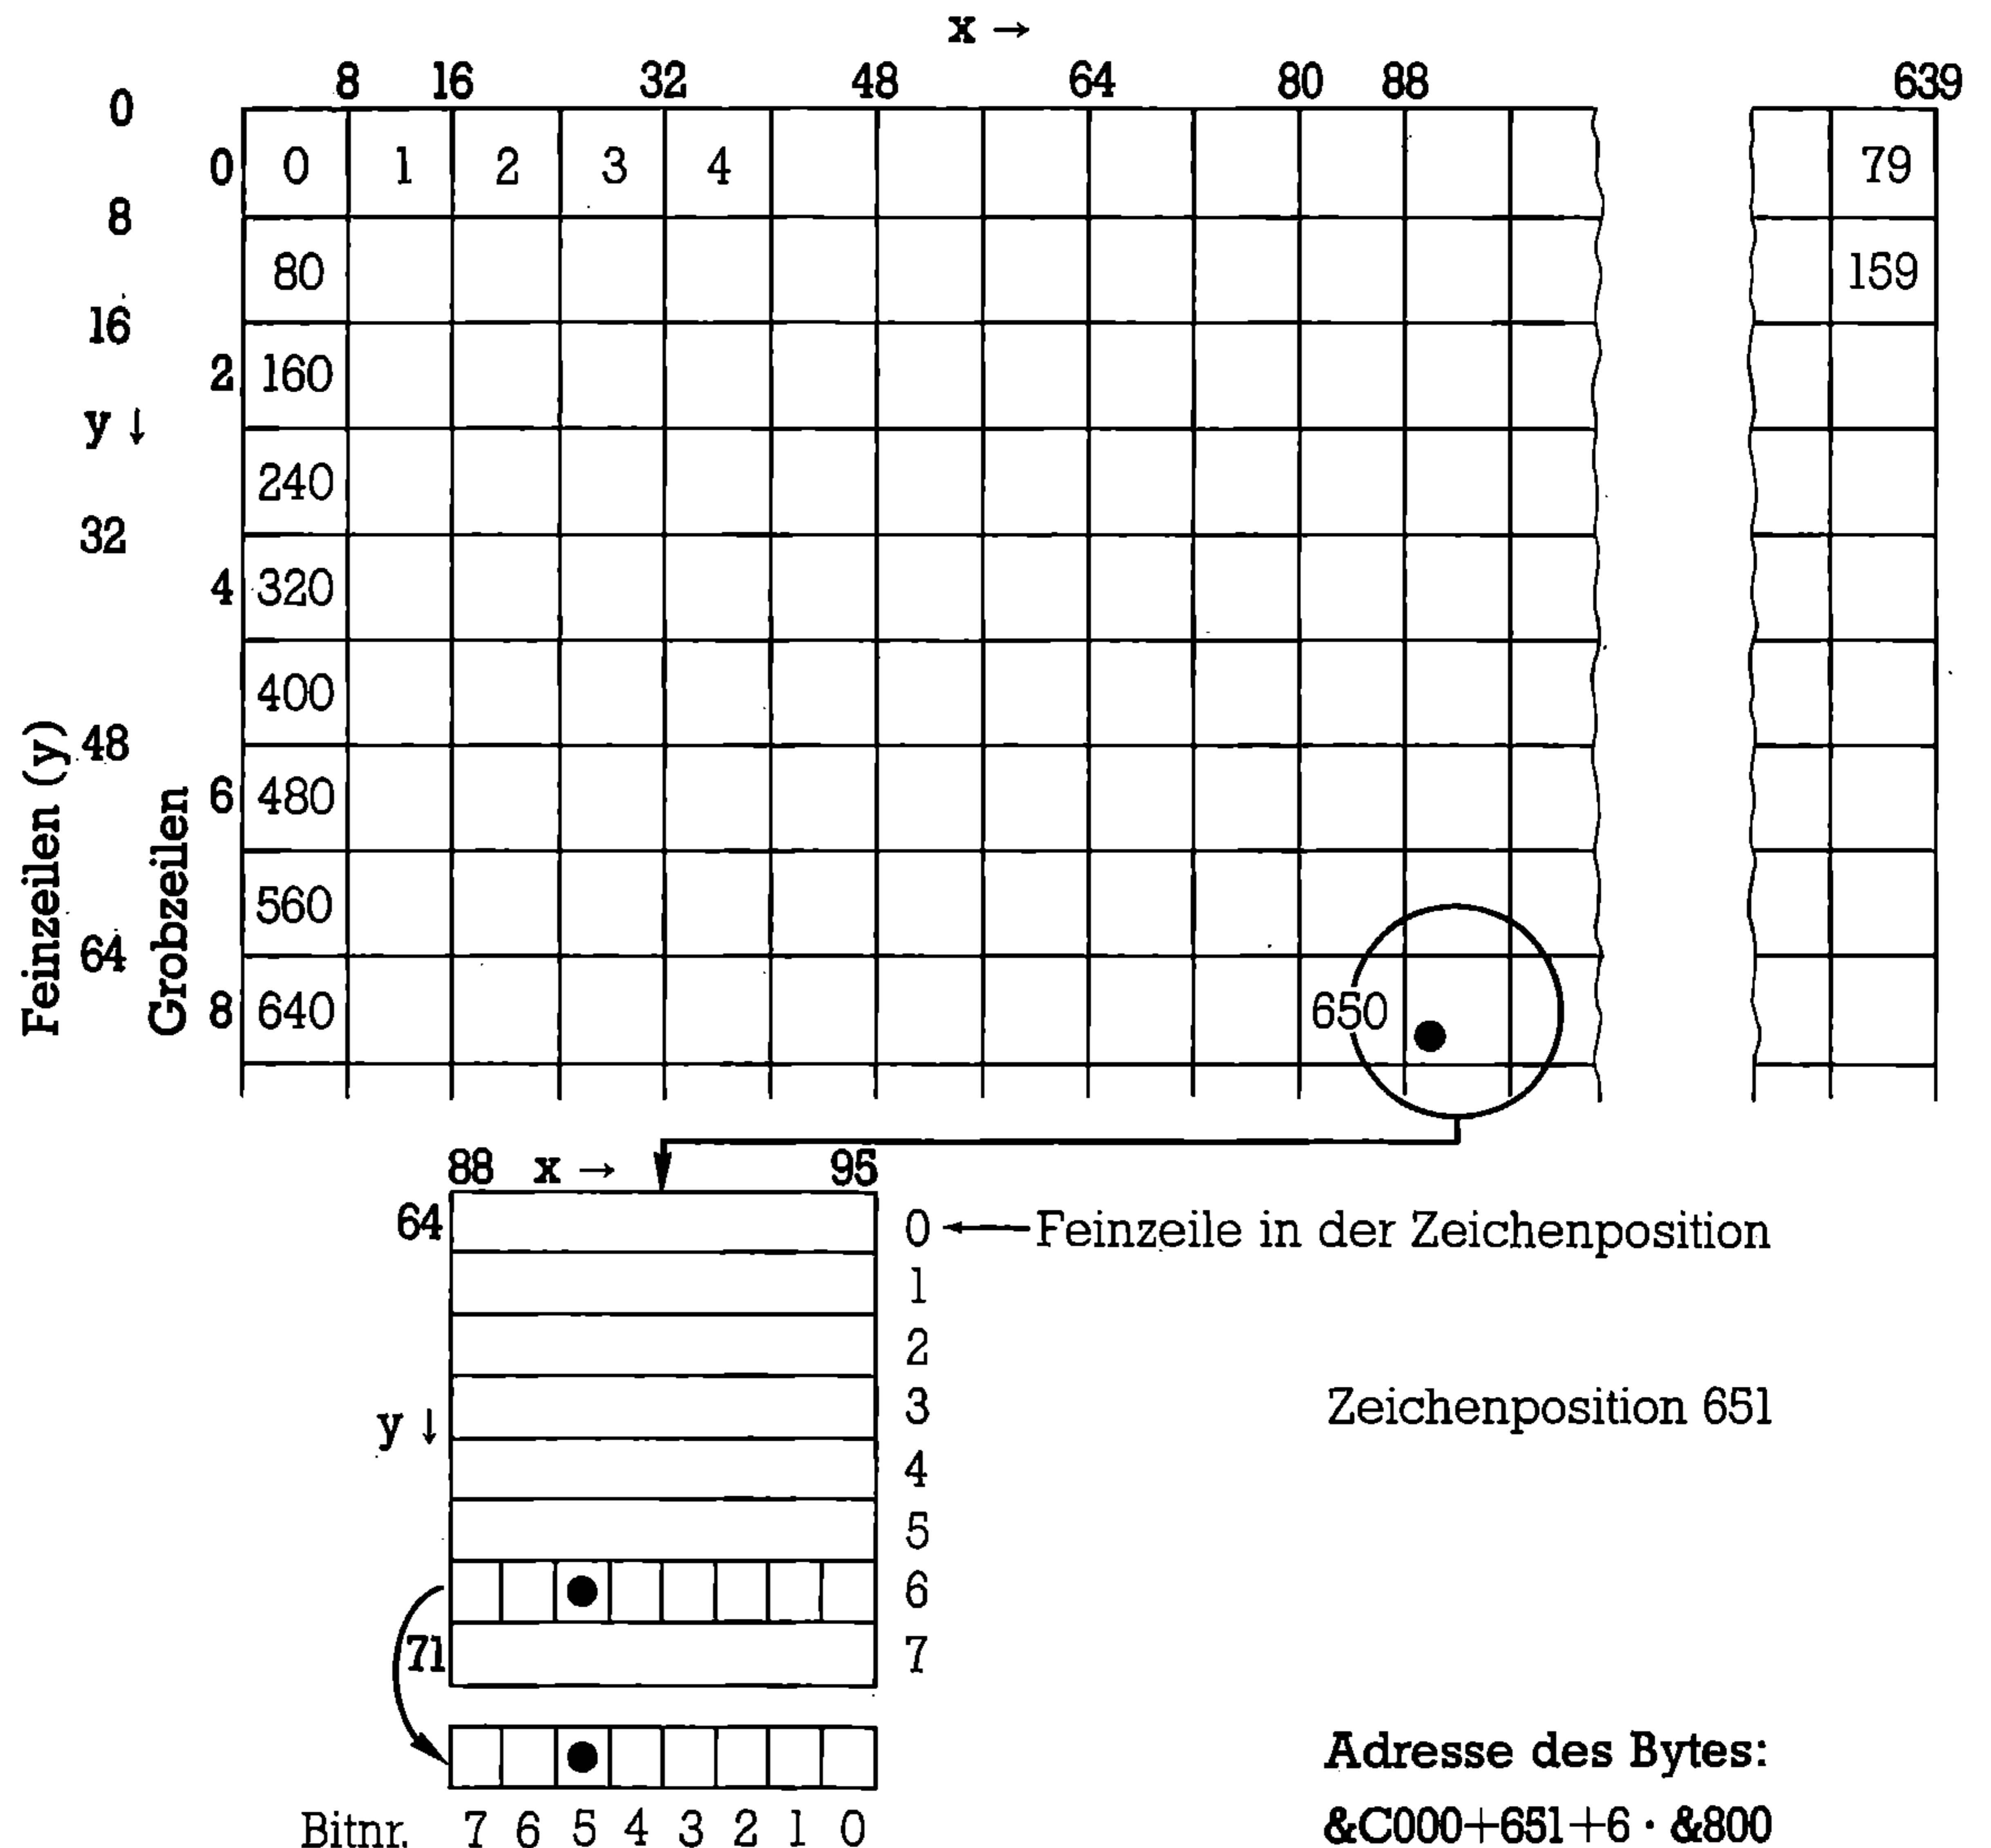 x →
8 16 32 48 64 80 88 639
0
0 0 1 2 3 4 79
8
80 159
16
2 160
y ↓
240
32
4 320
400
48
6 480
560
64
8 640 650
Feinzeilen (y)
Grobzeilen
88 x → 95
64 0 ← Feinzeile in der Zeichenposition
1
2
3 Zeichenposition 651
y ↓
4
5
6
71 7
Adresse des Bytes:
Bitnr. 7 6 5 4 3 2 1 0 &C000+651+6 · &800